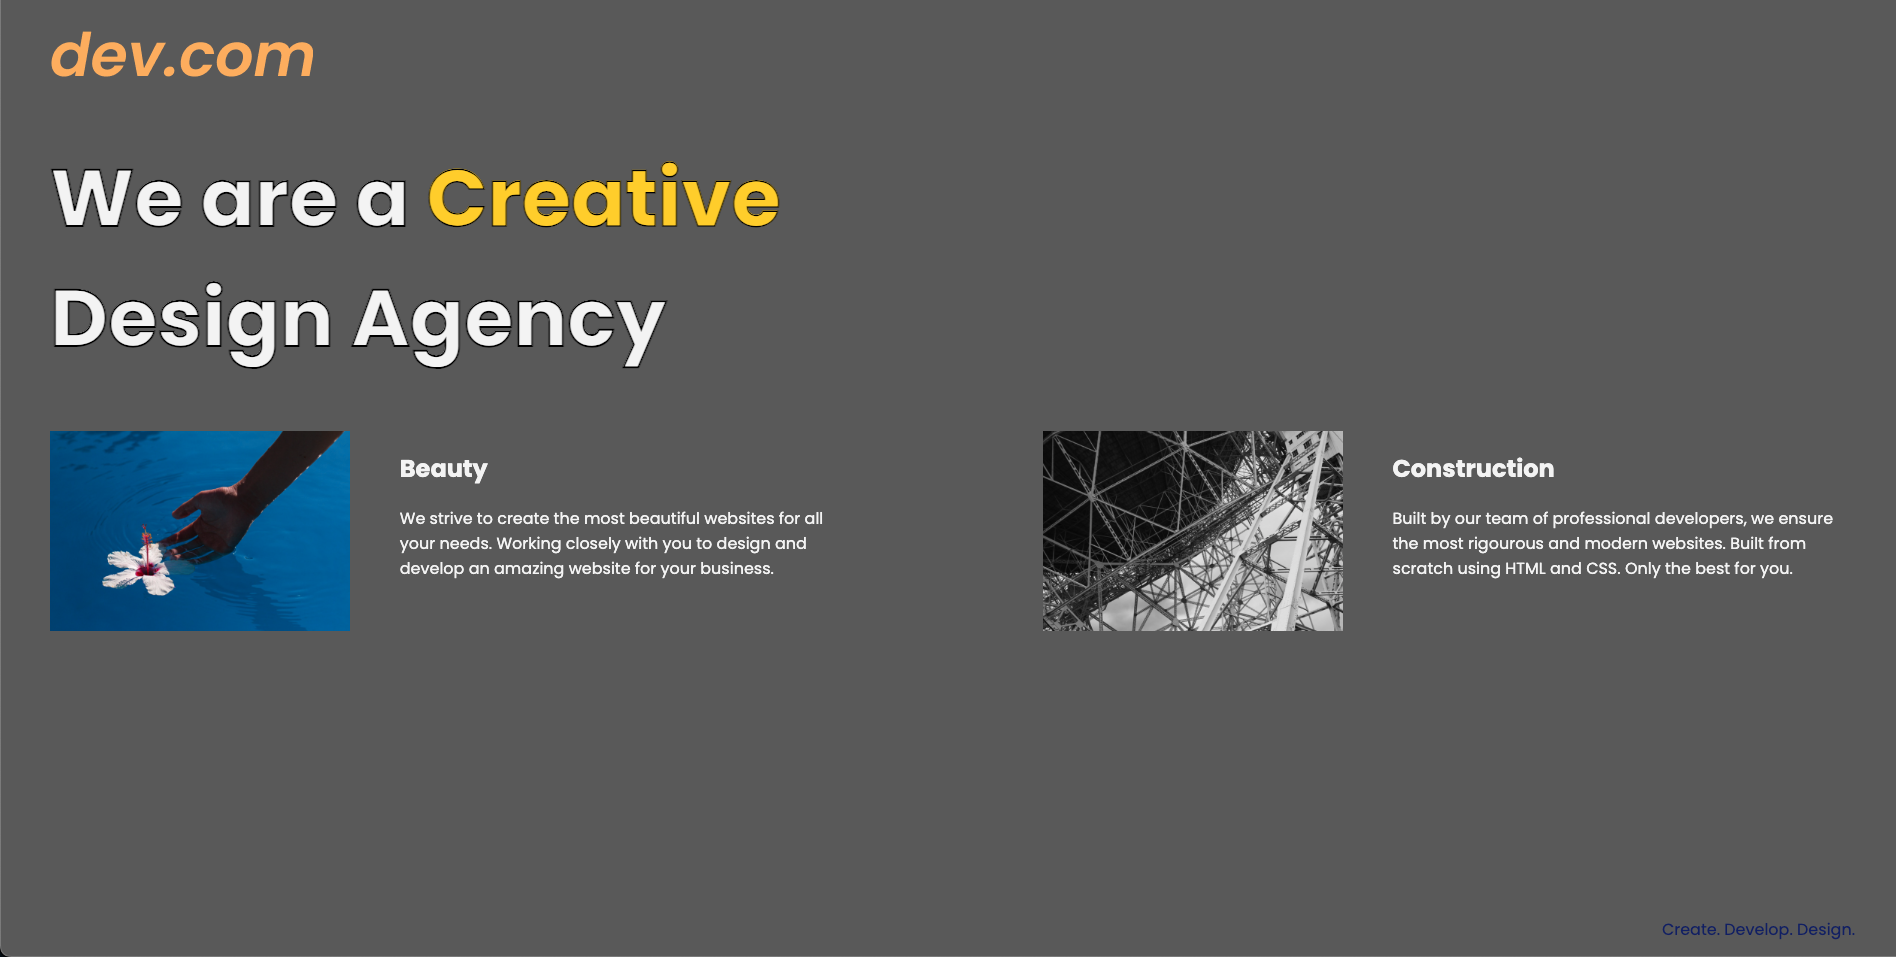 dev.com
We are a Creative
Design Agency
Beauty
We strive to create the most beautiful websites for all
your needs. Working closely with you to design and
develop an amazing website for your business.
Construction
Built by our team of professional developers, we ensure
the most rigourous and modern websites. Built from
scratch using HTML and CSS. Only the best for you.
Create. Develop. Design.